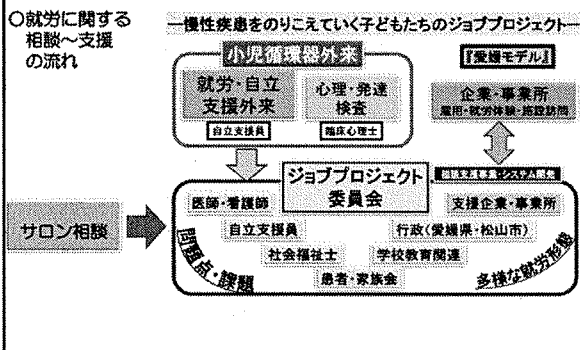 ○就労に関する
相談～支援
の流れ
―慢性疾患をのりこえていく子どもたちのジョブプロジェクト―
小児循環器外来
『愛媛モデル』
就労・自立
支援外来
自立支援員
心理・発達
検査
臨床心理士
企業・事業所
雇用・就労体験・施設訪問
ジョブプロジェクト
委員会
医師・看護師
支援企業・事業所
サロン相談
自立支援員
行政(愛媛県・松山市)
社会福祉士
学校教育関連
患者・家族会
問題点・課題
多様な就労形態